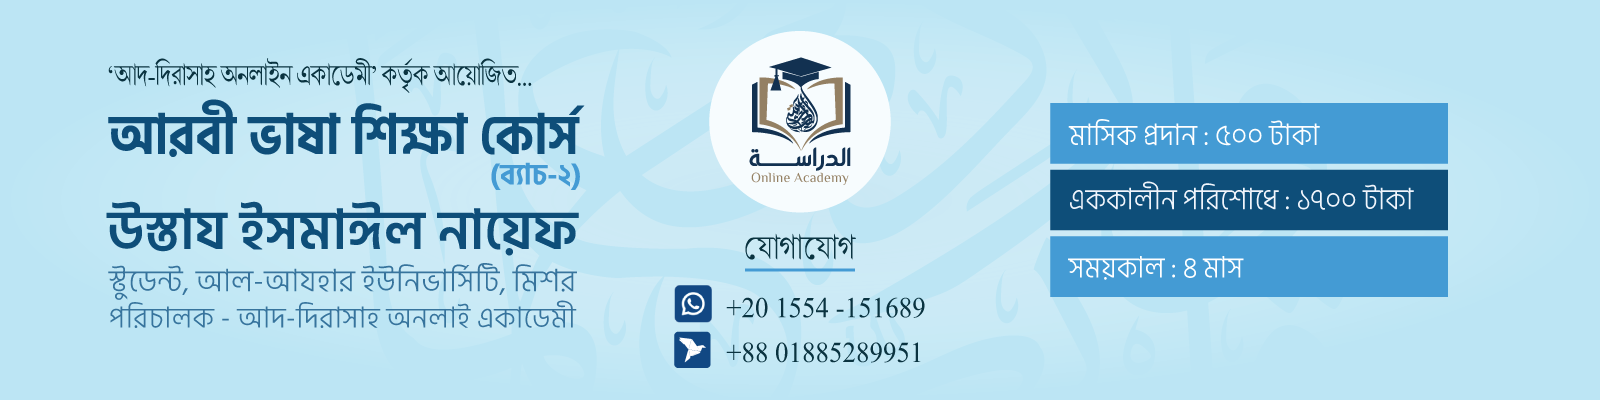 ‘আদ-দিরাসাহ অনলাইন একাডেমী’ কর্তৃক আয়োজিত...
আরবী ভাষা শিক্ষা কোর্স
(ব্যাচ-২)
উস্তায ইসমাঈল নায়েফ
স্টুডেন্ট, আল-আযহার ইউনিভার্সিটি, মিশর
পরিচালক - আদ-দিরাসাহ অনলাই একাডেমী
الدراسة
Online Academy
যোগাযোগ
+20 1554 -151689
+88 01885289951
মাসিক প্রদান : ৫০০ টাকা
এককালীন পরিশোধে : ১৭০০ টাকা
সময়কাল : ৪ মাস